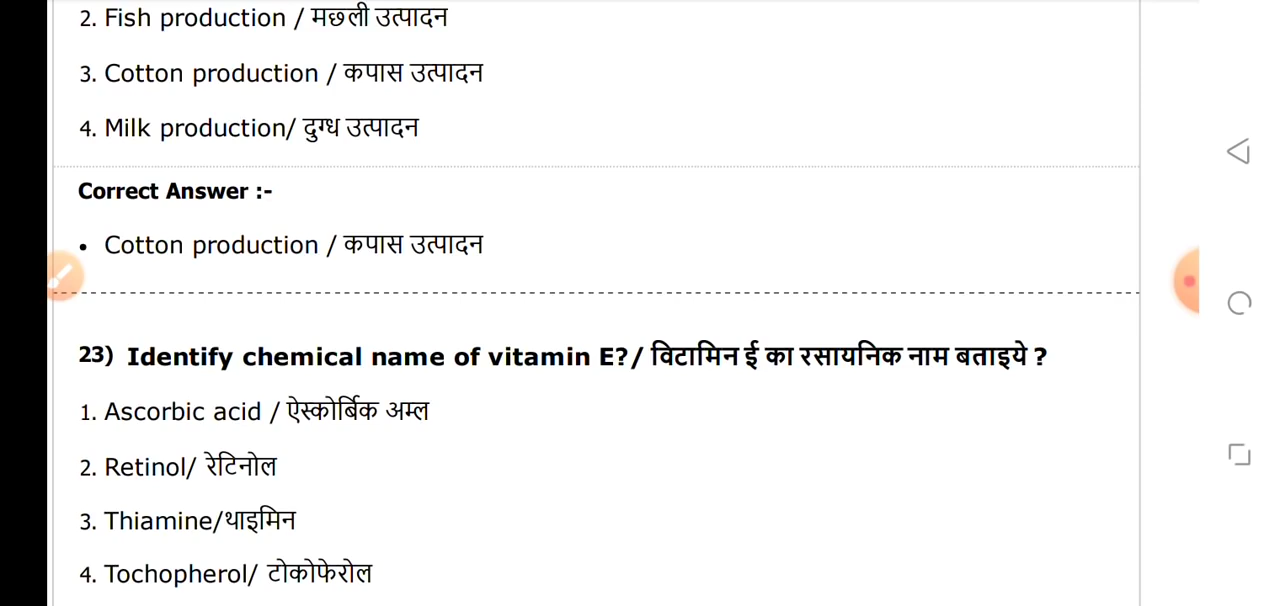 2. Fish production / मछली उत्पादन
3. Cotton production / कपास उत्पादन
4. Milk production/ दुग्ध उत्पादन
Correct Answer :-
• Cotton production / कपास उत्पादन
23) Identify chemical name of vitamin E?/ विटामिन ई का रसायनिक नाम बताइये ?
1. Ascorbic acid / ऐस्कोर्बिक अम्ल
2. Retinol/ रेटिनोल
3. Thiamine/थाइमिन
4. Tochopherol/ टोकोफेरोल